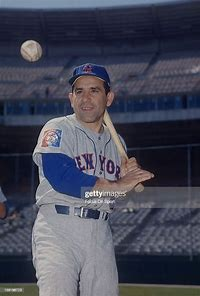 NEW YORK
gettyimages
Focus On Sport